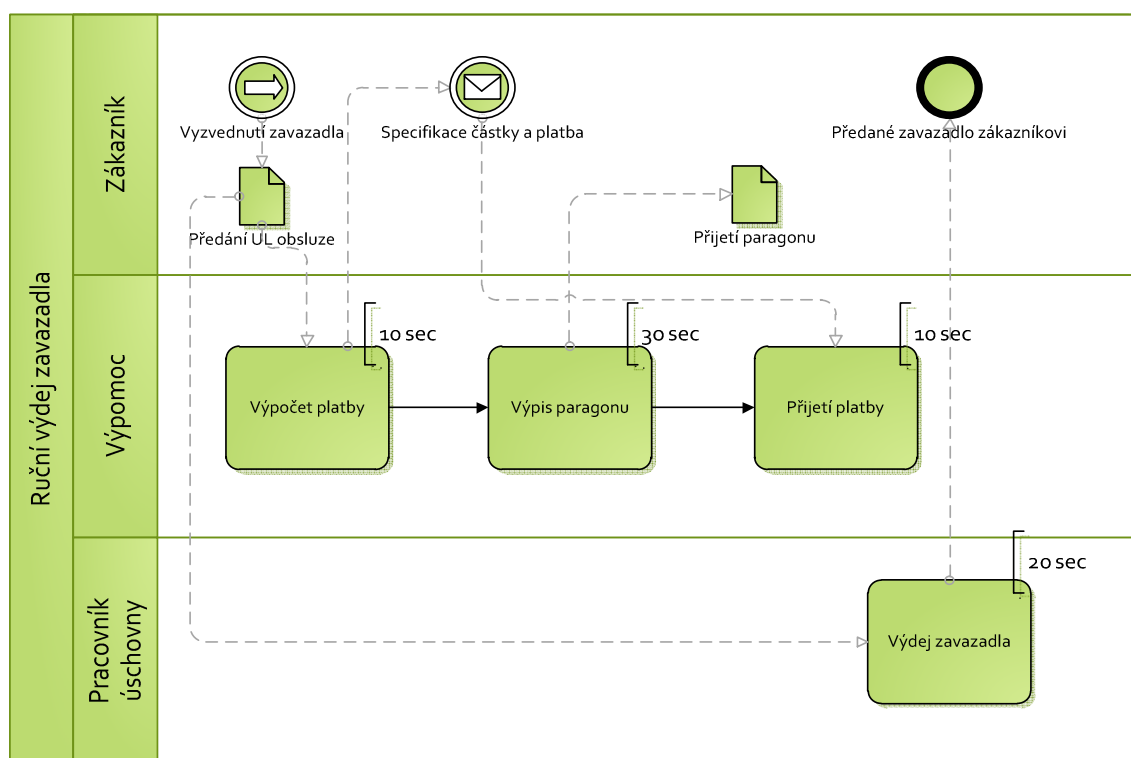 Ruční výdej zavazadla
Zákazník
Vyzvednutí zavazadla
Specifikace částky a platba
Předané zavazadlo zákazníkovi
Předání UL obsluze
Přijetí paragonu
Výpomoc
10 sec
30 sec
10 sec
Výpočet platby
Výpis paragonu
Přijetí platby
Pracovník
úschovny
20 sec
Výdej zavazadla